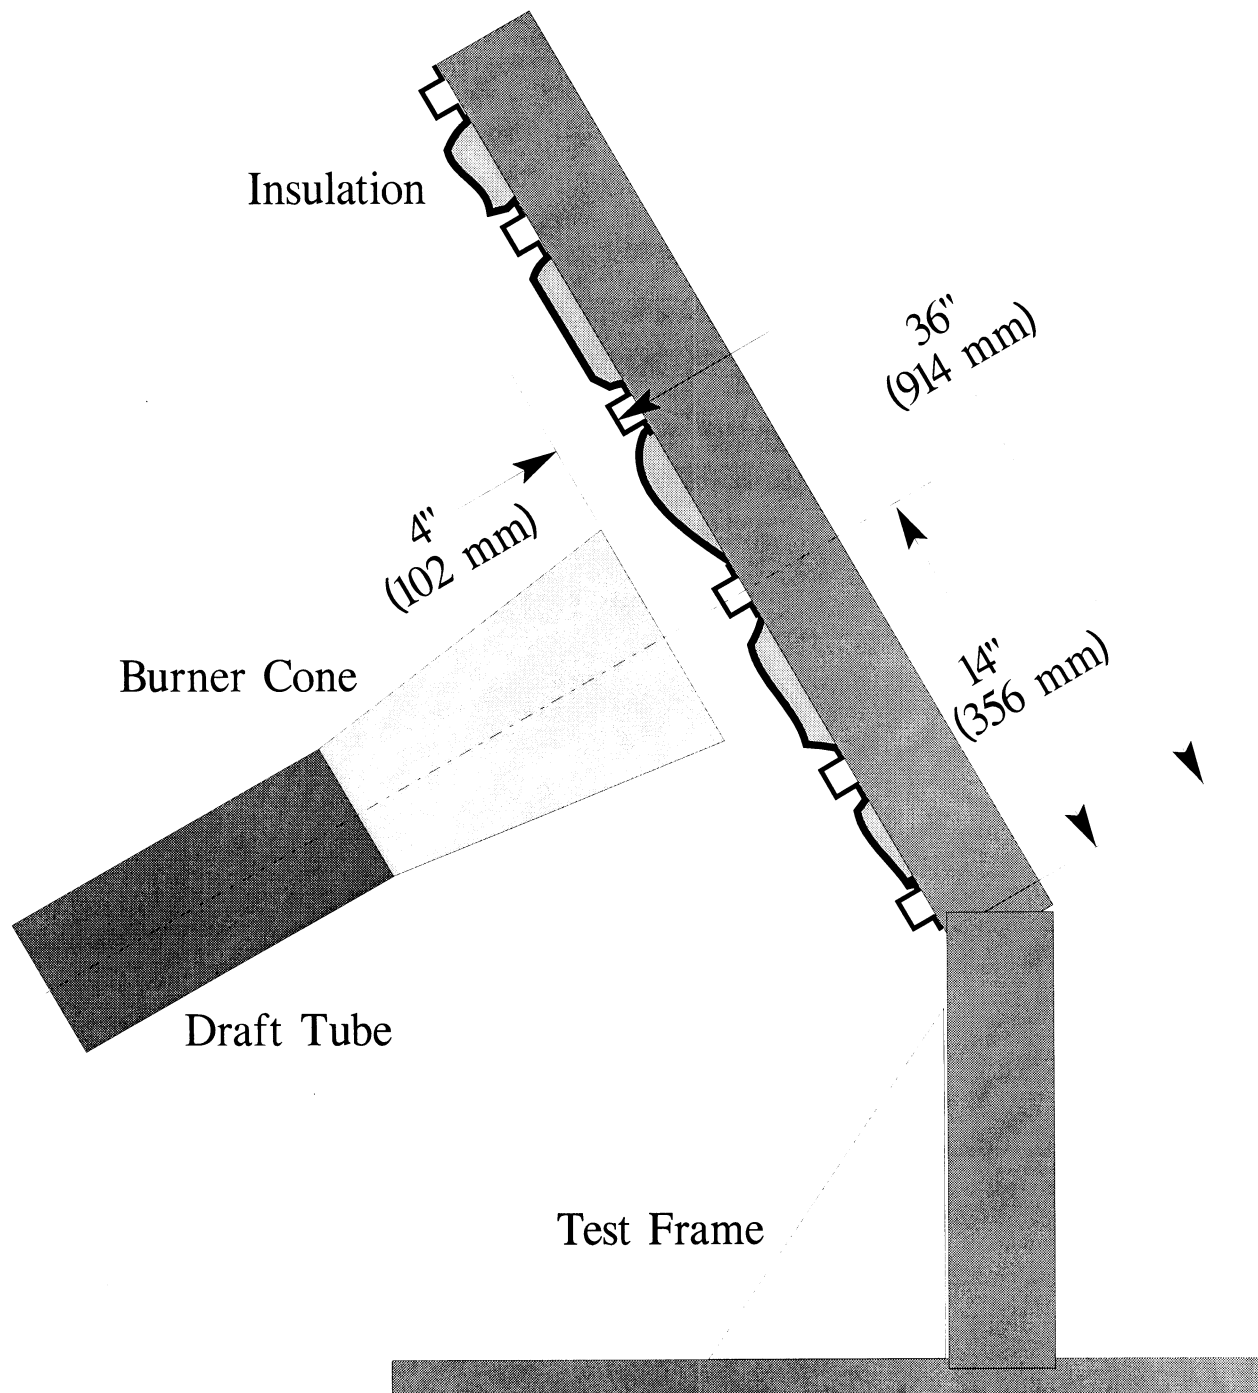 Insulation
36"
(914 mm)
4"
(102 mm)
Burner Cone
14"
(356 mm)
Draft Tube
Test Frame